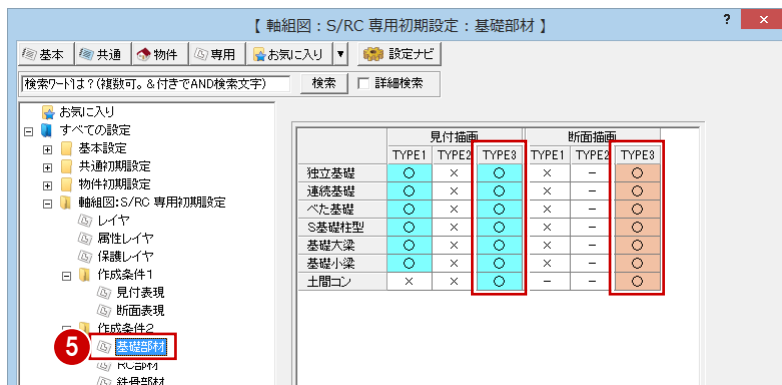 【 軸組図：S/RC 専用初期設定：基礎部材 】 ? ×
基本 共通 物件 専用 お気に入り ▼ 設定ナビ
検索ワードは？(複数可。＆付きでAND検索文字) 検索 詳細検索
お気に入り
すべての設定
基本設定
共通初期設定
物件初期設定
軸組図:S/RC 専用初期設定
レイヤ
属性レイヤ
保護レイヤ
作成条件1
見付表現
断面表現
作成条件2
5 基礎部材
RC部材
鉄骨部材
見付描画 断面描画
TYPE1 TYPE2 TYPE3 TYPE1 TYPE2 TYPE3
独立基礎 ○ × ○ × － ○
連続基礎 ○ × ○ × － ○
べた基礎 ○ × ○ × － ○
S基礎柱型 ○ × ○ × － ○
基礎大梁 ○ × ○ × － ○
基礎小梁 ○ × ○ × － ○
土間コン × × ○ － － ○